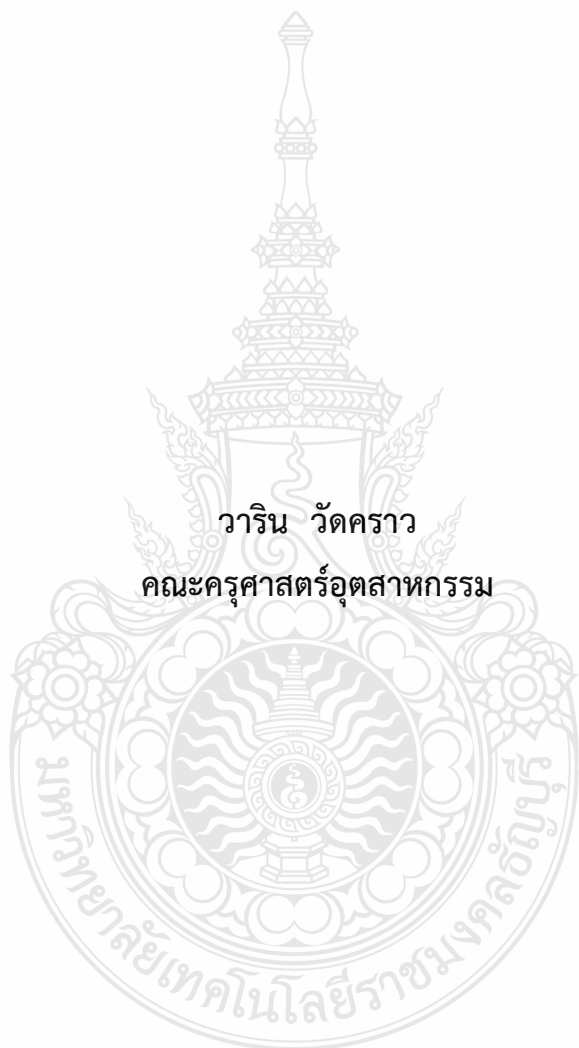 วาริน วัดคราว
คณะครุศาสตร์อุตสาหกรรม
มหาวิทยาลัยเทคโนโลยีราชมงคลธัญบุรี